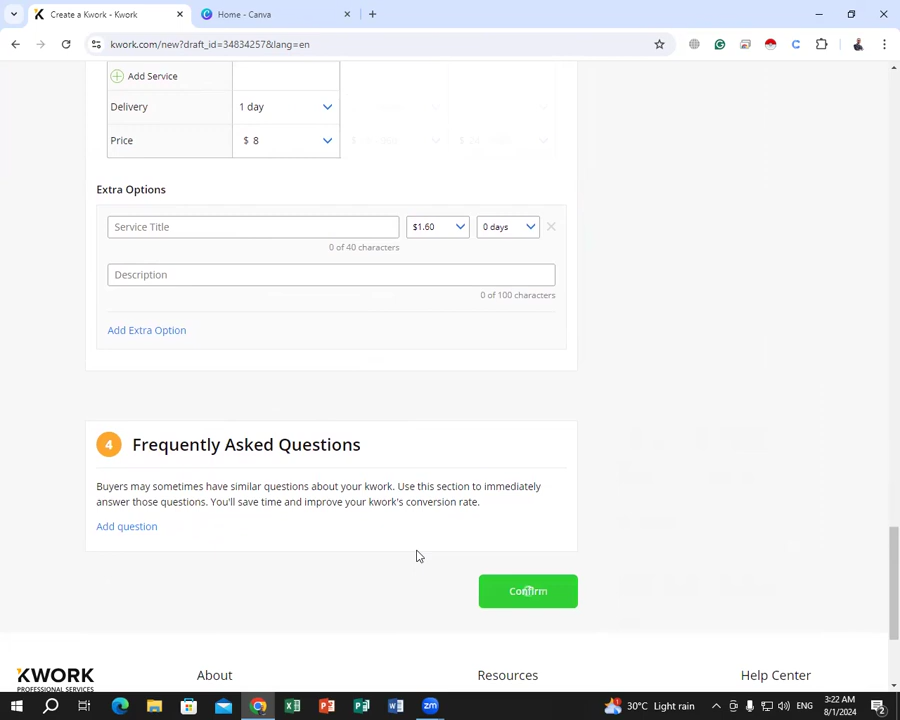 Create a Kwork - Kwork
Home - Canva
kwork.com/new?draft_id=34834257&lang=en
Add Service
Delivery
1 day
Price
$ 8
Extra Options
Service Title
$1.60
0 days
0 of 40 characters
Description
0 of 100 characters
Add Extra Option
4
Frequently Asked Questions
Buyers may sometimes have similar questions about your kwork. Use this section to immediately
answer those questions. You'll save time and improve your kwork's conversion rate.
Add question
Confirm
KWORK
PROFESSIONAL SERVICES
About
Resources
Help Center
30°C Light rain
ENG
3:22 AM
8/1/2024
2